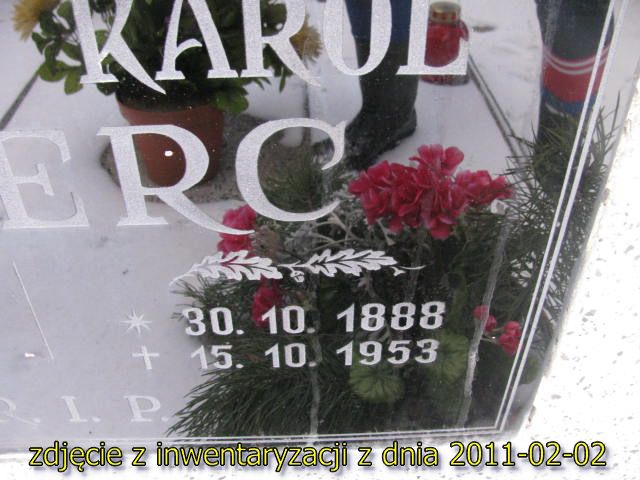 KAROL
ERC
* 30. 10. 1888
† 15. 10. 1953
R. I. P.
zdjęcie z inwentaryzacji z dnia 2011-02-02